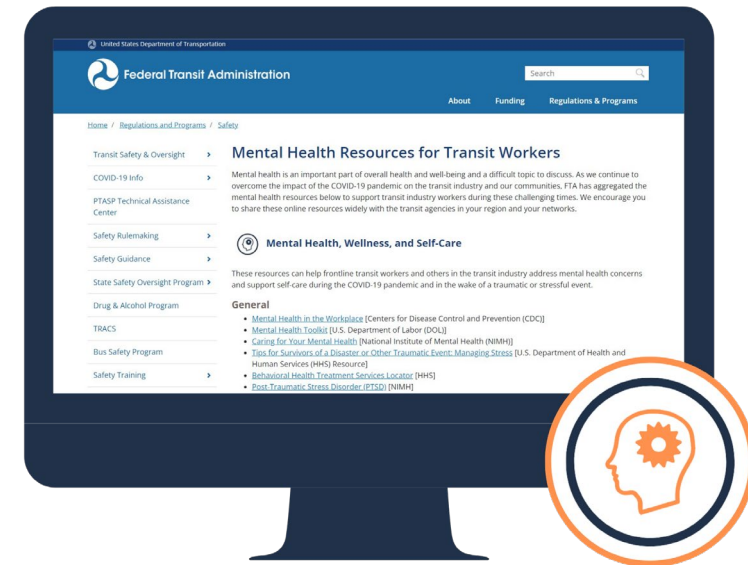 United States Department of Transportation
Federal Transit Administration
Search
About Funding Regulations & Programs
Home / Regulations and Programs / Safety
Transit Safety & Oversight
COVID-19 Info
PTASP Technical Assistance
Center
Safety Rulemaking
Safety Guidance
State Safety Oversight Program
Drug & Alcohol Program
TRACS
Bus Safety Program
Safety Training
Mental Health Resources for Transit Workers
Mental health is an important part of overall health and well-being and a difficult topic to discuss. As we continue to
overcome the impact of the COVID-19 pandemic on the transit industry and our communities, FTA has aggregated the
mental health resources below to support transit industry workers during these challenging times. We encourage you
to share these online resources widely with the transit agencies in your region and your networks.
Mental Health, Wellness, and Self-Care
These resources can help frontline transit workers and others in the transit industry address mental health concerns
and support self-care during the COVID-19 pandemic and in the wake of a traumatic or stressful event.
General
• Mental Health in the Workplace [Centers for Disease Control and Prevention (CDC)]
• Mental Health Toolkit [U.S. Department of Labor (DOL)]
• Caring for Your Mental Health [National Institute of Mental Health (NIMH)]
• Tips for Survivors of a Disaster or Other Traumatic Event: Managing Stress [U.S. Department of Health and
Human Services (HHS) Resource]
• Behavioral Health Treatment Services Locator [HHS]
• Post-Traumatic Stress Disorder (PTSD) [NIMH]